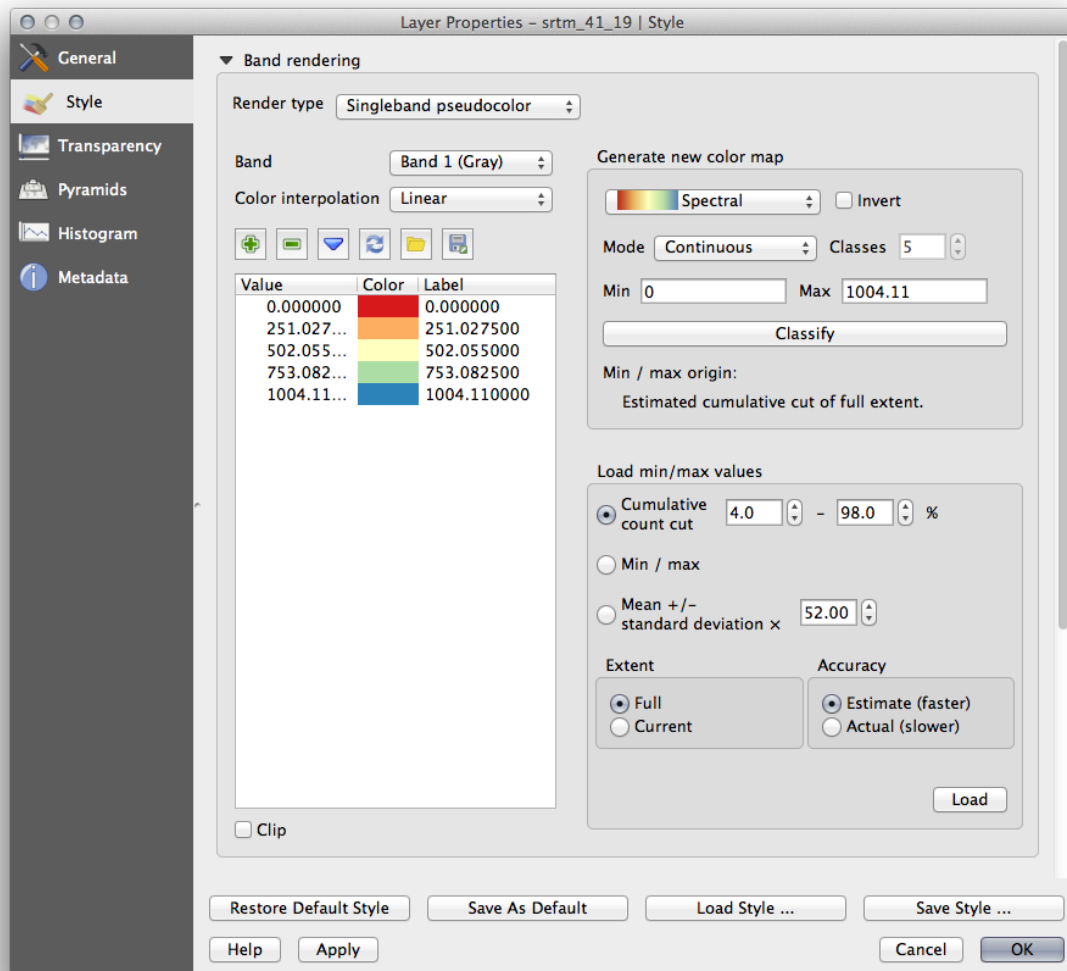 Layer Properties – srtm_41_19 | Style
General
Style
Transparency
Pyramids
Histogram
Metadata
Band rendering
Render type Singleband pseudocolor
Band Band 1 (Gray)
Color interpolation Linear
Value Color Label
0.000000 0.000000
251.027... 251.027500
502.055... 502.055000
753.082... 753.082500
1004.11... 1004.110000
Clip
Generate new color map
Spectral Invert
Mode Continuous Classes 5
Min 0 Max 1004.11
Classify
Min / max origin:
Estimated cumulative cut of full extent.
Load min/max values
Cumulative
count cut 4.0 – 98.0 %
Min / max
Mean +/-
standard deviation × 52.00
Extent
Full
Current
Accuracy
Estimate (faster)
Actual (slower)
Load
Restore Default Style Save As Default Load Style ... Save Style ...
Help Apply Cancel OK